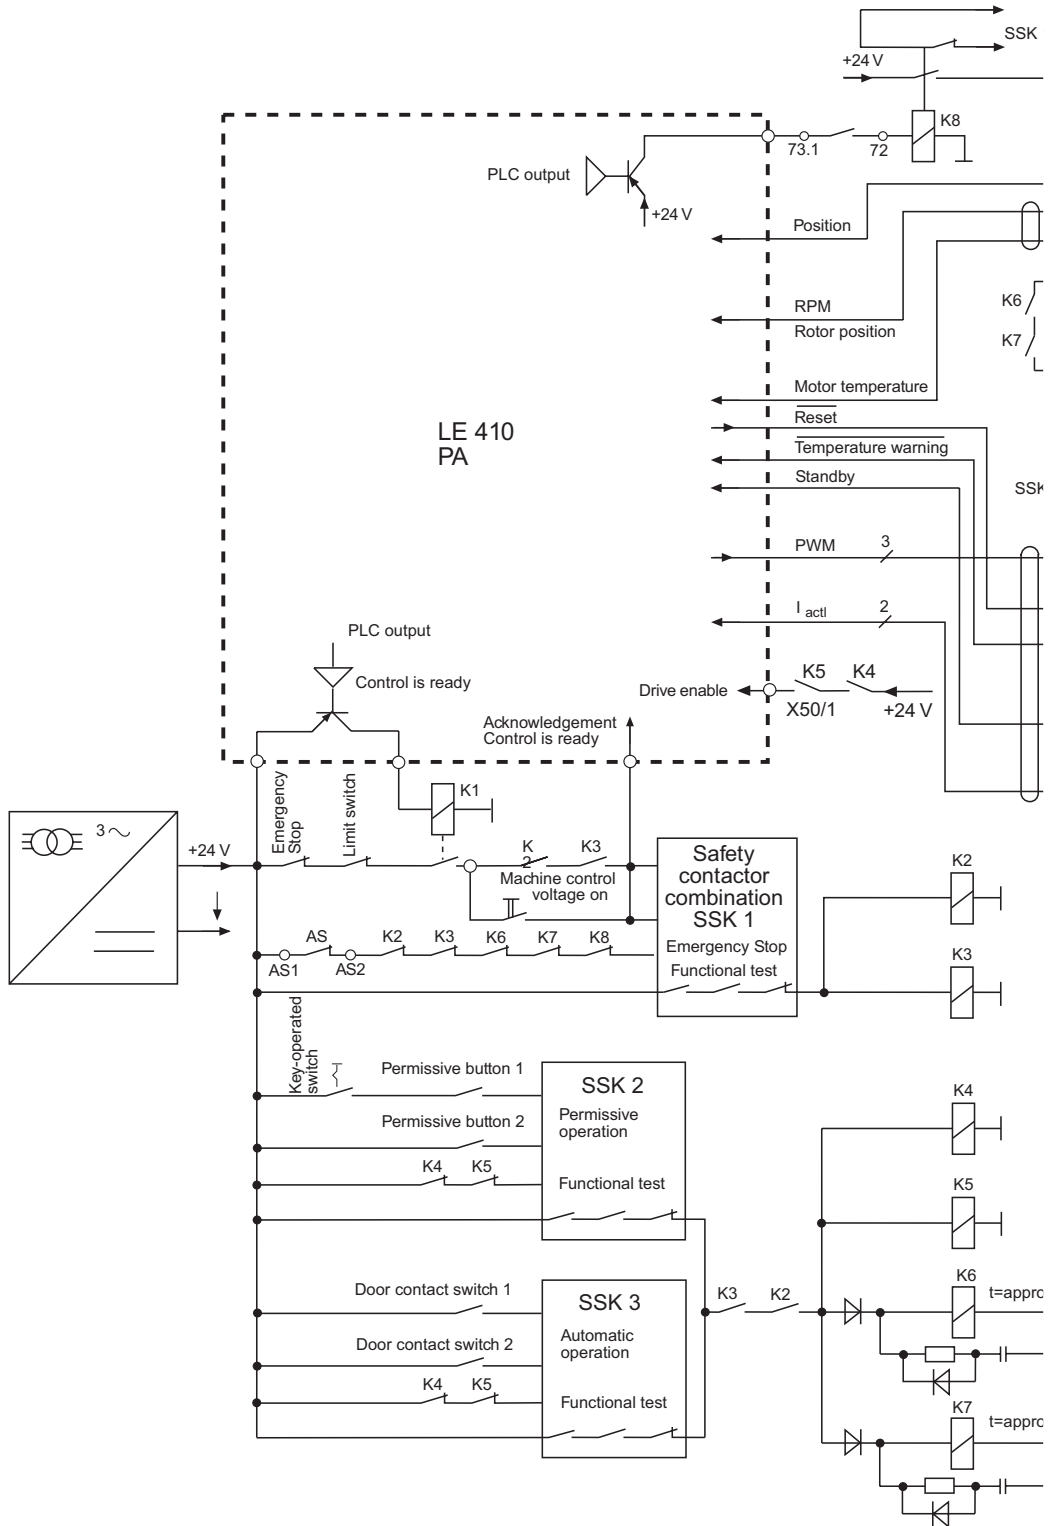 SSK
+24 V
K8
73.1
72
PLC output
+24 V
Position
K6
RPM
Rotor position
K7
Motor temperature
Reset
LE 410
PA
Temperature warning
Standby
SSK
PWM
3
I actl
2
PLC output
Control is ready
K5
K4
Drive enable
X50/1
+24 V
Acknowledgement
Control is ready
Emergency
Stop
Limit switch
K1
3
+24 V
K
2
K3
Machine control
voltage on
Safety
contactor
combination
SSK 1
K2
AS
K2
K3
K6
K7
K8
Emergency Stop
AS1
AS2
Functional test
K3
Key-operated
switch
Permissive button 1
SSK 2
K4
Permissive button 2
Permissive
operation
K4
K5
Functional test
K5
Door contact switch 1
SSK 3
K3
K2
K6
t=appro
Door contact switch 2
Automatic
operation
K4
K5
Functional test
K7
t=appro